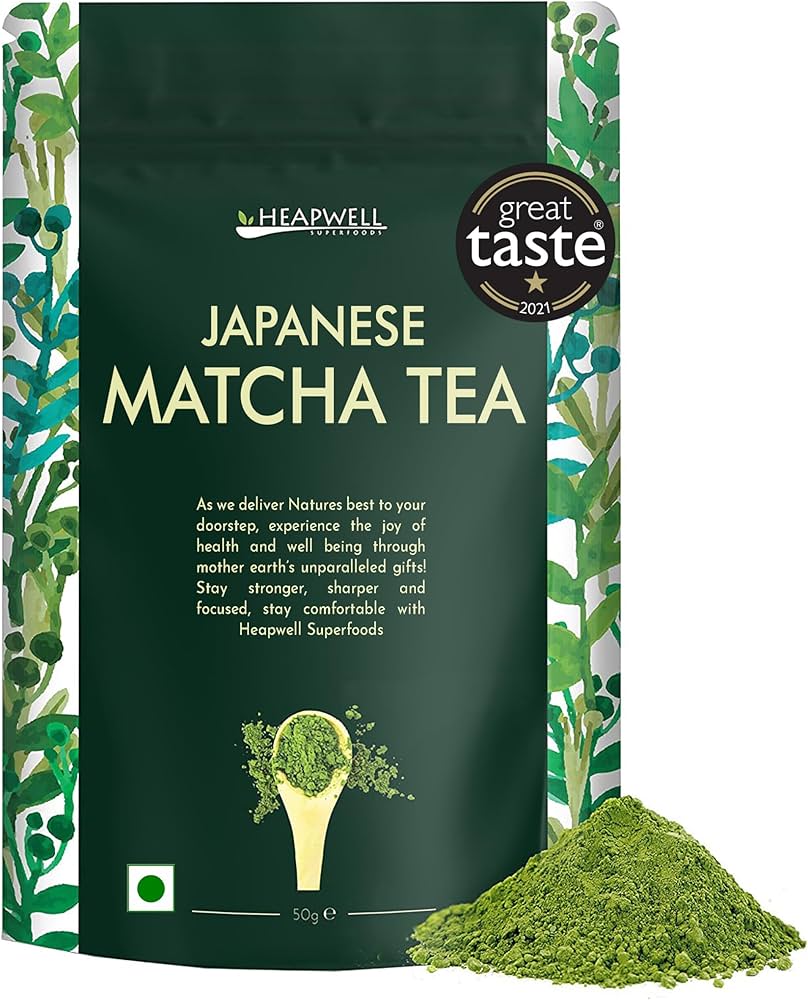 HEAPWELL
SUPERFOODS
great
taste®
2021
JAPANESE
MATCHA TEA
As we deliver Natures best to your
doorstep, experience the joy of
health and well being through
mother earth's unparalleled gifts!
Stay stronger, sharper and
focused, stay comfortable with
Heapwell Superfoods
50g ℮